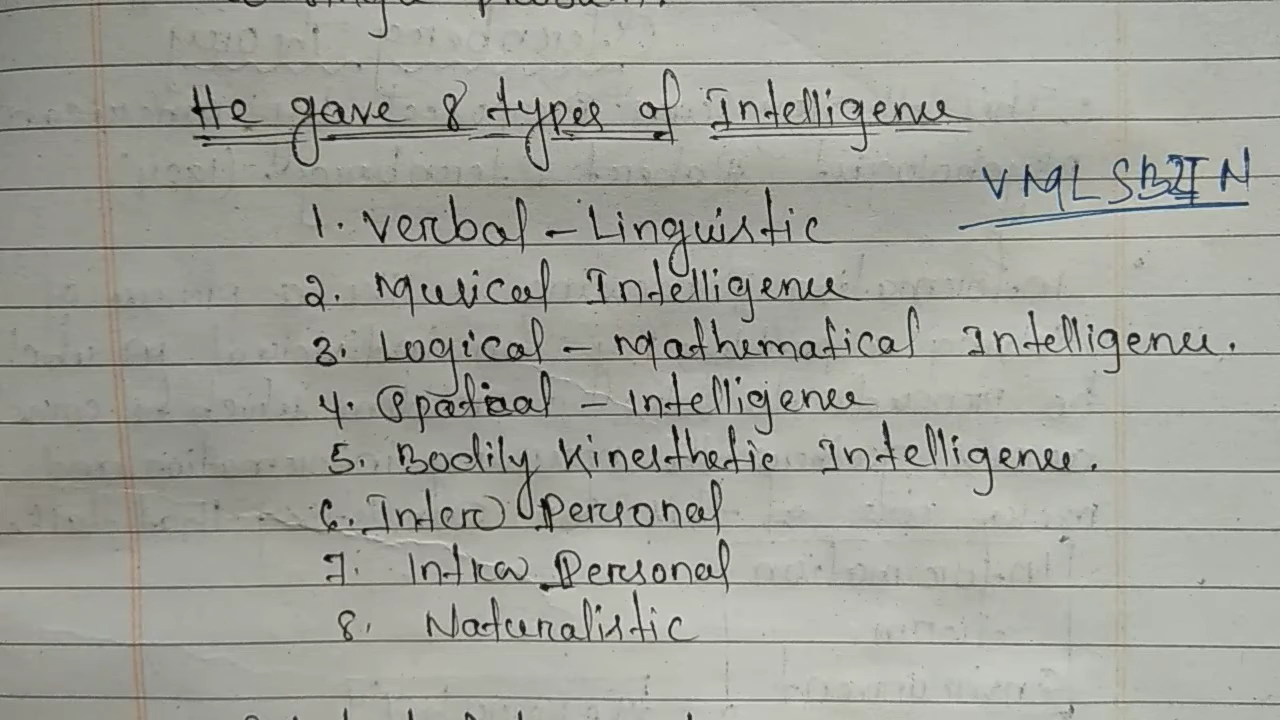 He gave 8 types of Intelligence
VMLSB2IN
1. Verbal - Linguistic
2. Musical Intelligence
3. Logical - Mathematical Intelligence.
4. Spatial - Intelligence
5. Bodily Kinesthetic Intelligence.
6. Inter Personal
7. Intra Personal
8. Naturalistic